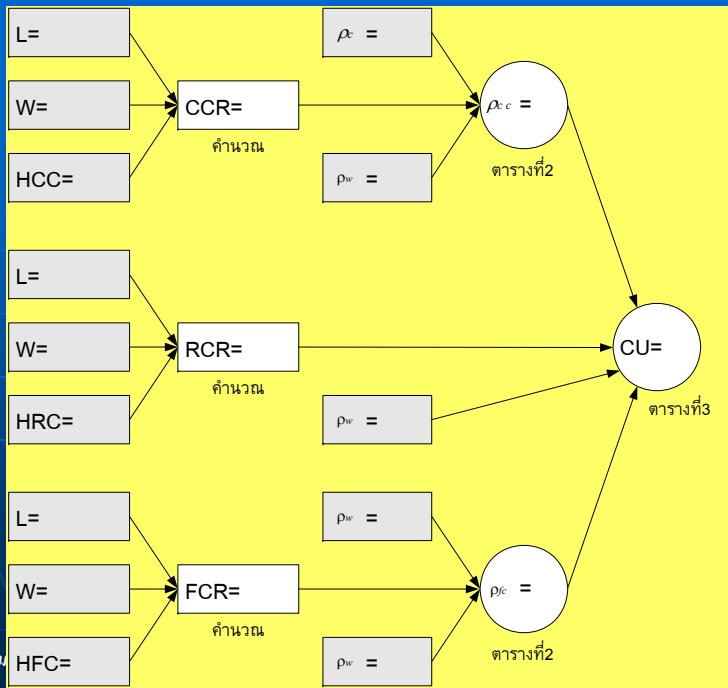 L=
W=
HCC=
CCR=
คำนวณ
ρc =
ρw =
ρc c =
ตารางที่2
L=
W=
HRC=
RCR=
คำนวณ
ρw =
CU=
ตารางที่3
L=
W=
HFC=
FCR=
คำนวณ
ρw =
ρw =
ρfc =
ตารางที่2